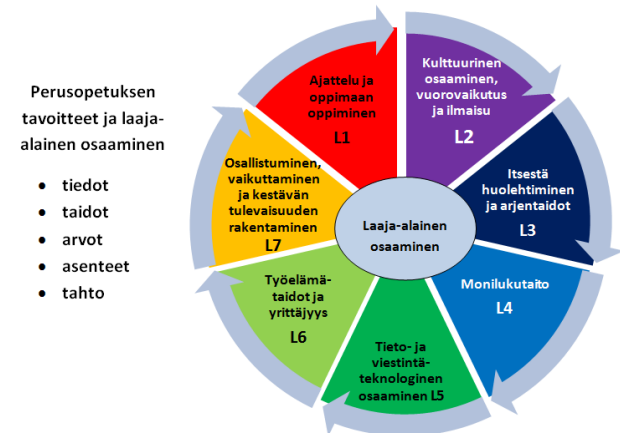 Perusopetuksen
tavoitteet ja laaja-
alainen osaaminen
• tiedot
• taidot
• arvot
• asenteet
• tahto
Ajattelu ja
oppimaan
oppiminen
L1
Kulttuurinen
osaaminen,
vuorovaikutus
ja ilmaisu
L2
Itsestä
huolehtiminen
ja arjentaidot
L3
Monilukutaito
L4
Tieto- ja
viestintä-
teknologinen
osaaminen L5
Työelämä-
taidot ja
yrittäjyys
L6
Osallistuminen,
vaikuttaminen
ja kestävän
tulevaisuuden
rakentaminen
L7
Laaja-alainen
osaaminen